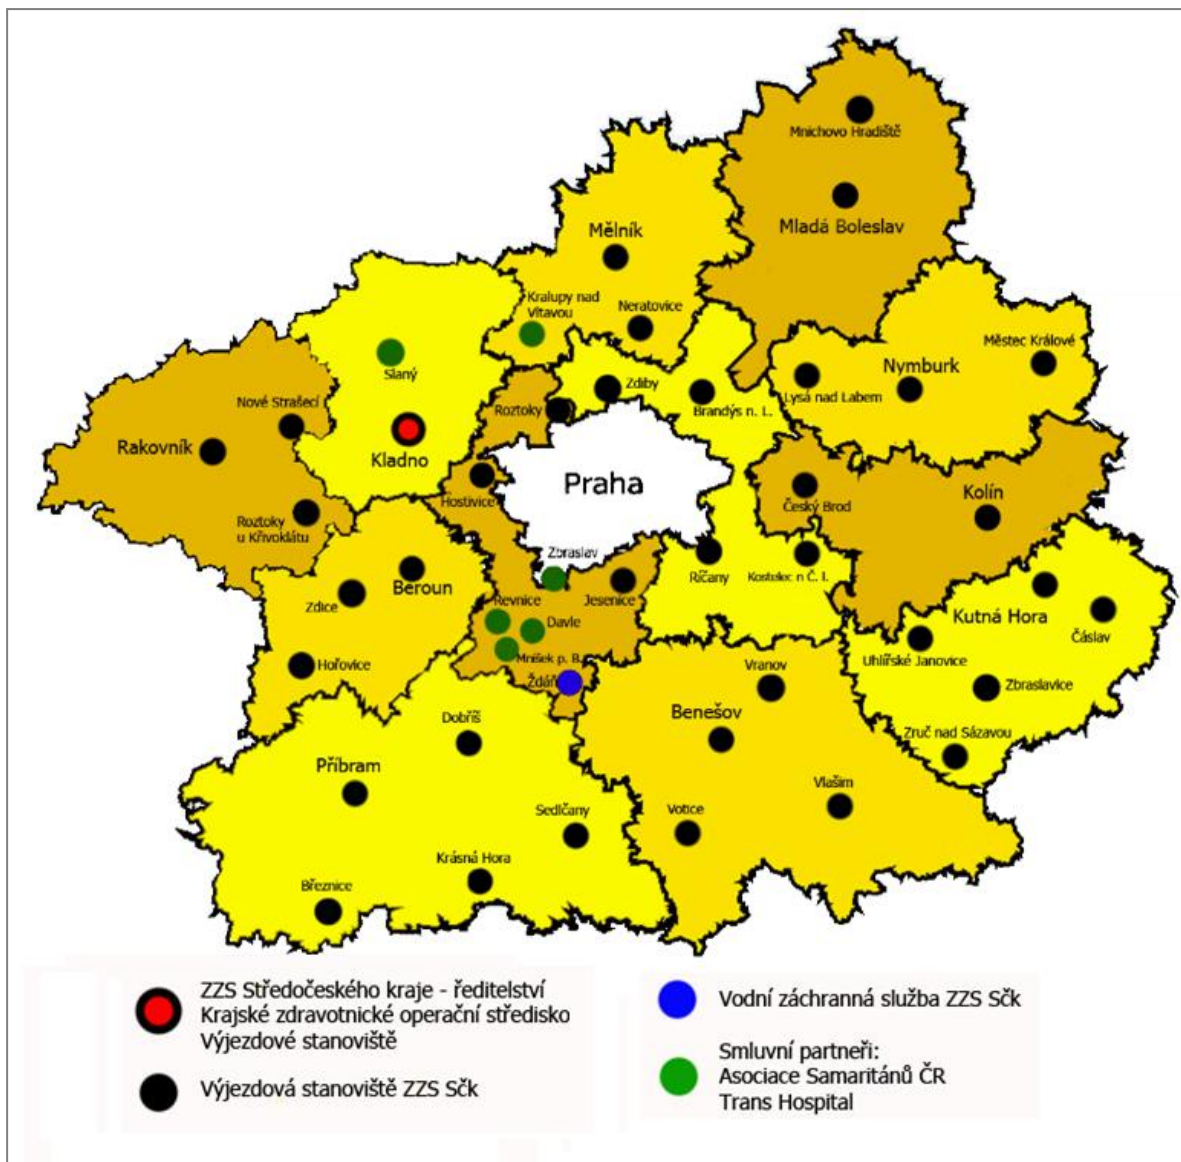 Mnichovo Hradiště
Mladá Boleslav
Mělník
Kralupy nad
Vltavou
Neratovice
Slaný
Městec Králové
Nymburk
Lysá nad Labem
Zdiby
Brandýs n. L.
Nové Strašecí
Roztoky
Rakovník
Kladno
Praha
Hostivice
Český Brod
Kolín
Roztoky
u Křivoklátu
Zbraslav
Říčany
Kostelec n Č. l.
Beroun
Zdice
Řevnice
Jesenice
Kutná Hora
Čáslav
Davle
Hořovice
Mníšek p. B.
Uhlířské Janovice
Vranov
Ždáň
Zbraslavice
Benešov
Dobříš
Zruč nad Sázavou
Příbram
Vlašim
Sedlčany
Votice
Krásná Hora
Březnice
ZZS Středočeského kraje - ředitelství
Krajské zdravotnické operační středisko
Výjezdové stanoviště
Výjezdová stanoviště ZZS Sčk
Vodní záchranná služba ZZS Sčk
Smluvní partneři:
Asociace Samaritánů ČR
Trans Hospital